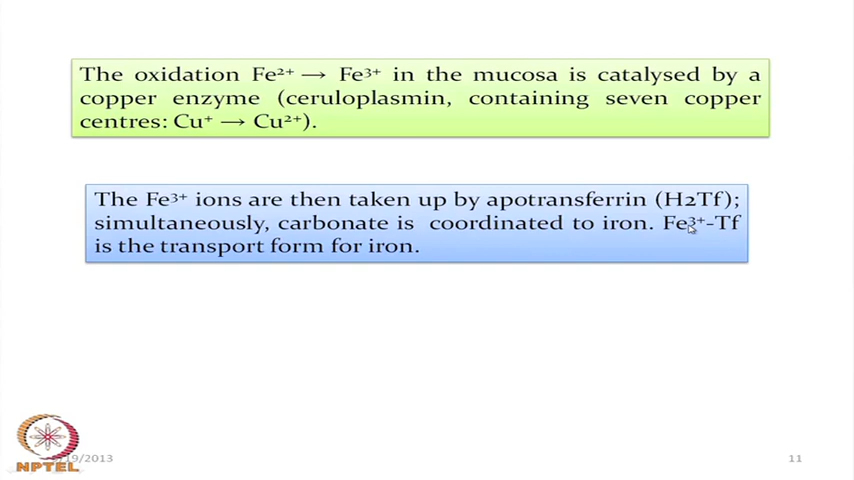 The oxidation Fe²⁺ → Fe³⁺ in the mucosa is catalysed by a
copper enzyme (ceruloplasmin, containing seven copper
centres: Cu⁺ → Cu²⁺).
The Fe³⁺ ions are then taken up by apotransferrin (H2Tf);
simultaneously, carbonate is coordinated to iron. Fe³⁺-Tf
is the transport form for iron.
19/2013
11
NPTEL